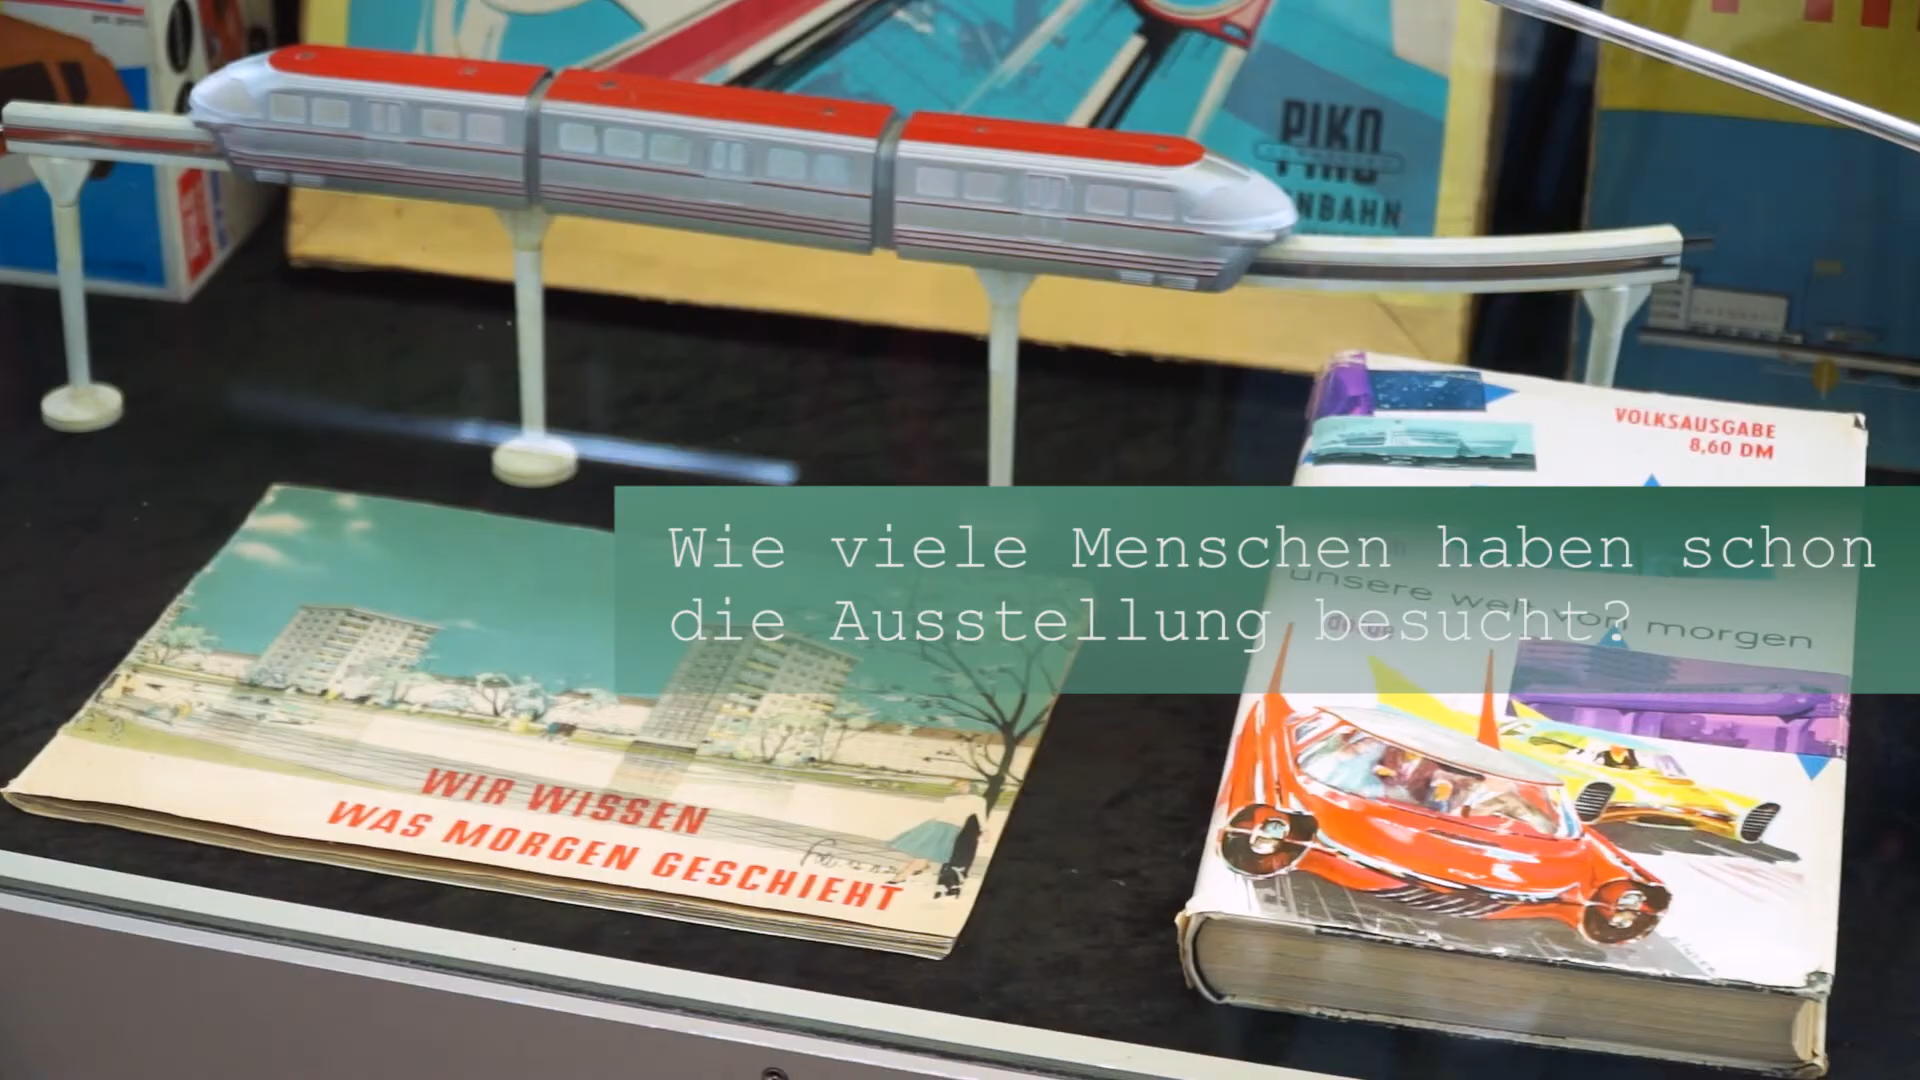 PIKO
NBAHN
VOLKSAUSGABE
8,60 DM
Wie viele Menschen haben schon
die Ausstellung besucht?
unsere welt von morgen
WIR WISSEN
WAS MORGEN GESCHIEHT